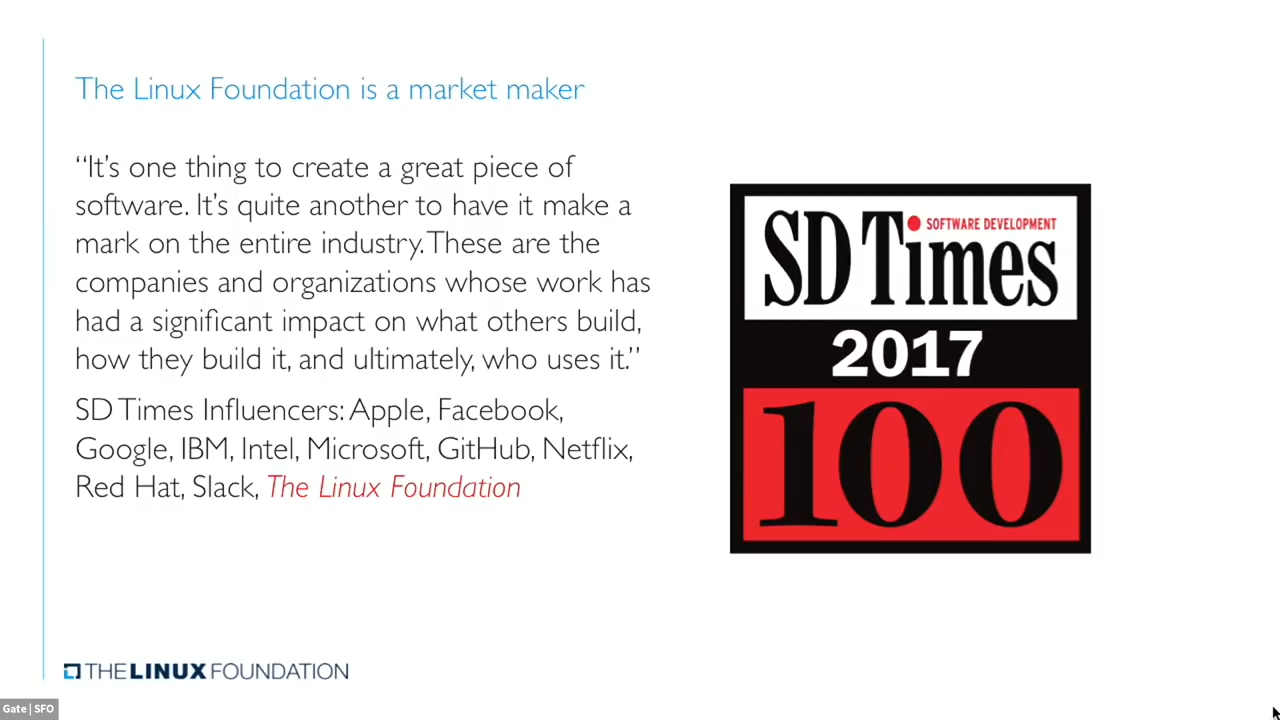 The Linux Foundation is a market maker
“It’s one thing to create a great piece of
software. It’s quite another to have it make a
mark on the entire industry. These are the
companies and organizations whose work has
had a significant impact on what others build,
how they build it, and ultimately, who uses it.”
SD Times Influencers: Apple, Facebook,
Google, IBM, Intel, Microsoft, GitHub, Netflix,
Red Hat, Slack, The Linux Foundation
SOFTWARE DEVELOPMENT
SD Times
2017
100
THE LINUX FOUNDATION
Gate | SFO